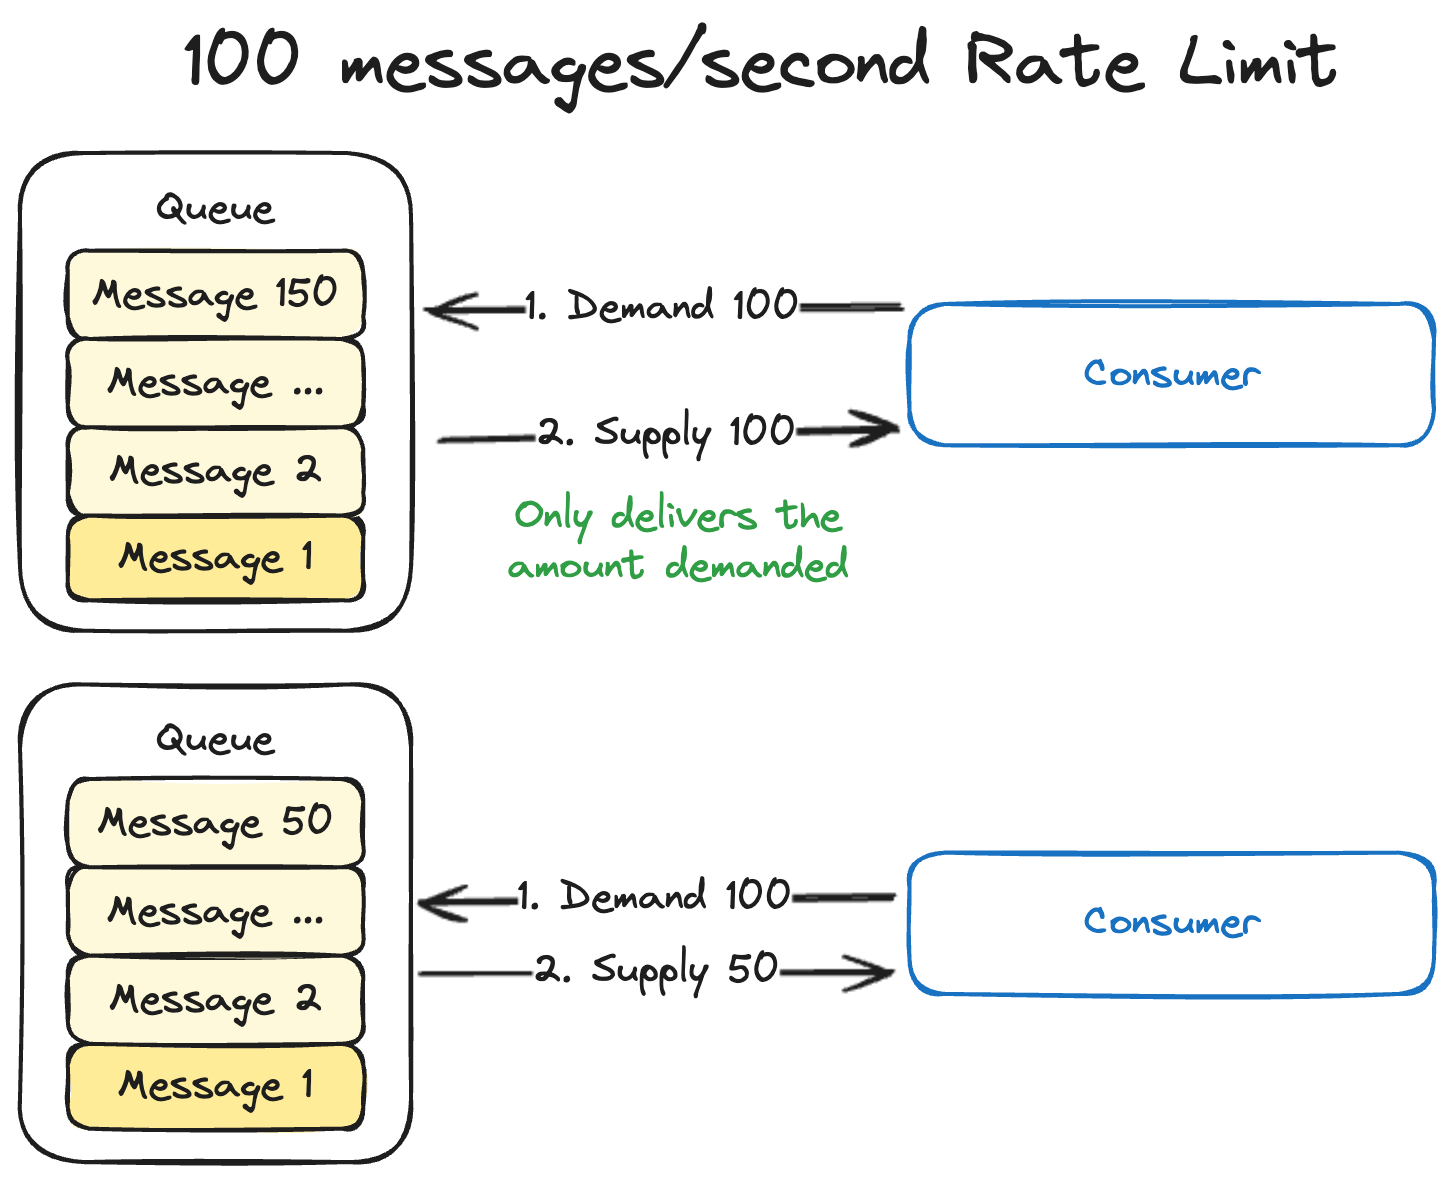 100 messages/second Rate Limit
Queue
Message 150
Message ...
Message 2
Message 1
1. Demand 100
2. Supply 100
Only delivers the
amount demanded
Consumer
Queue
Message 50
Message ...
Message 2
Message 1
1. Demand 100
2. Supply 50
Consumer